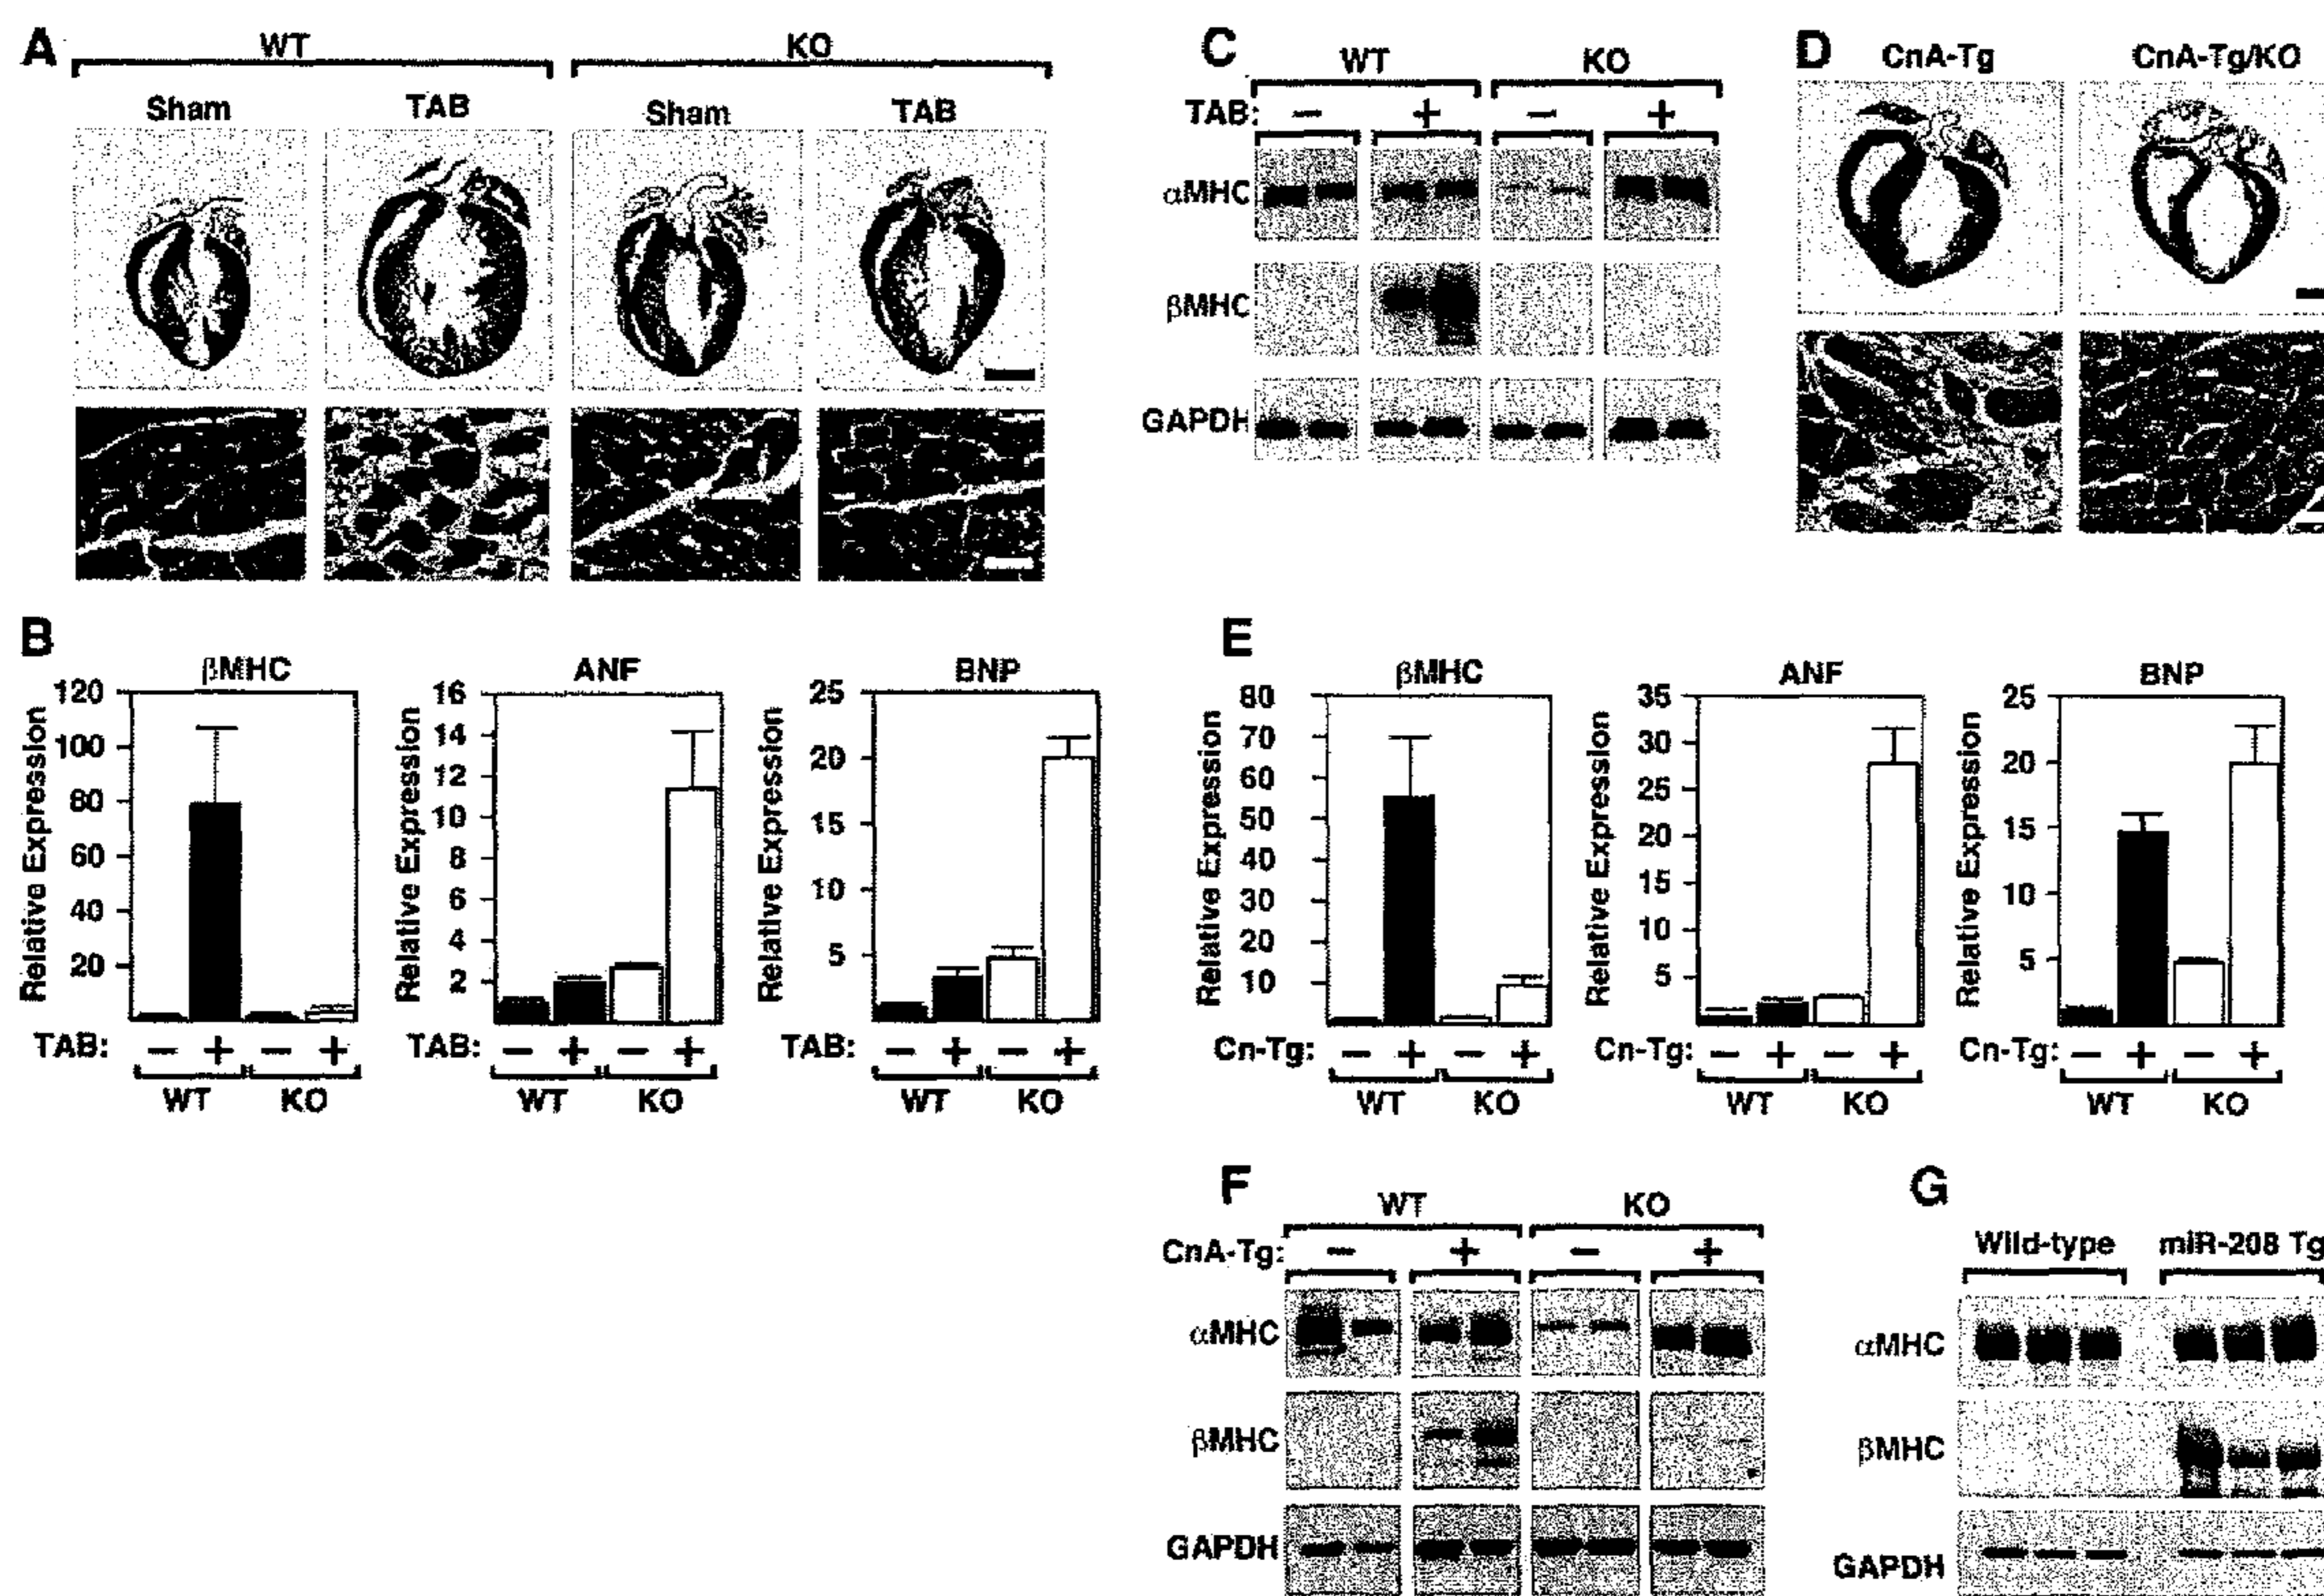 A
WT KO
Sham TAB Sham TAB
B
βMHC
120
100
80
60
40
20
Relative Expression
TAB: − + − +
WT KO
ANF
16
14
12
10
8
6
4
2
Relative Expression
TAB: − + − +
WT KO
BNP
25
20
15
10
5
Relative Expression
TAB: − + − +
WT KO
C
WT KO
TAB: − + − +
αMHC
βMHC
GAPDH
D
CnA-Tg CnA-Tg/KO
E
βMHC
80
70
60
50
40
30
20
10
Relative Expression
Cn-Tg: − + − +
WT KO
ANF
35
30
25
20
15
10
5
Relative Expression
Cn-Tg: − + − +
WT KO
BNP
25
20
15
10
5
Relative Expression
Cn-Tg: − + − +
WT KO
F
WT KO
CnA-Tg: − + − +
αMHC
βMHC
GAPDH
G
Wild-type miR-208 Tg
αMHC
βMHC
GAPDH